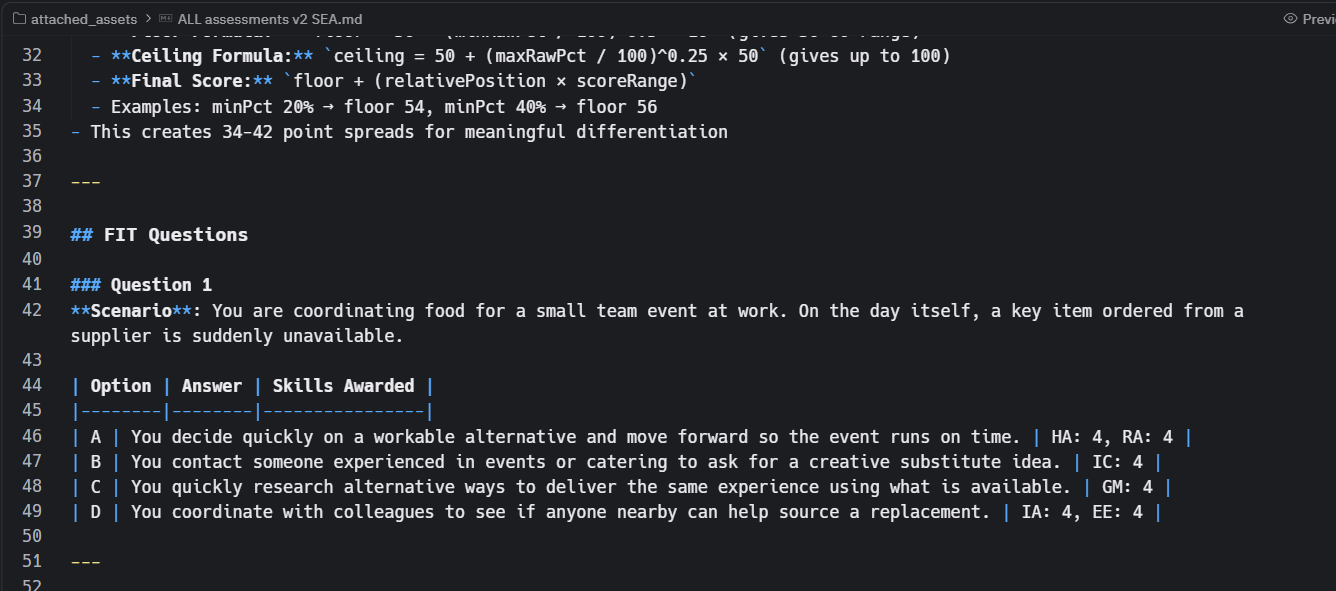 attached_assets > ALL assessments v2 SEA.md
32 - **Ceiling Formula:** `ceiling = 50 + (maxRawPct / 100)^0.25 × 50` (gives up to 100)
33 - **Final Score:** `floor + (relativePosition × scoreRange)`
34 - Examples: minPct 20% → floor 54, minPct 40% → floor 56
35 - This creates 34-42 point spreads for meaningful differentiation
36
37 ---
38
39 ## FIT Questions
40
41 ### Question 1
42 **Scenario**: You are coordinating food for a small team event at work. On the day itself, a key item ordered from a
supplier is suddenly unavailable.
43
44 | Option | Answer | Skills Awarded |
45 |--------|--------|----------------|
46 | A | You decide quickly on a workable alternative and move forward so the event runs on time. | HA: 4, RA: 4 |
47 | B | You contact someone experienced in events or catering to ask for a creative substitute idea. | IC: 4 |
48 | C | You quickly research alternative ways to deliver the same experience using what is available. | GM: 4 |
49 | D | You coordinate with colleagues to see if anyone nearby can help source a replacement. | IA: 4, EE: 4 |
50
51 ---
52